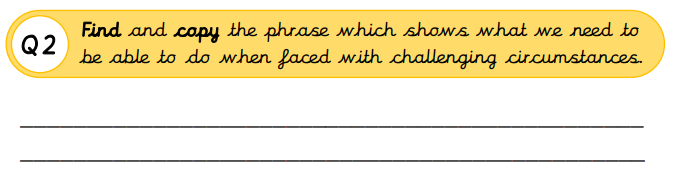 Q2
Find and copy the phrase which shows what we need to
be able to do when faced with challenging circumstances.